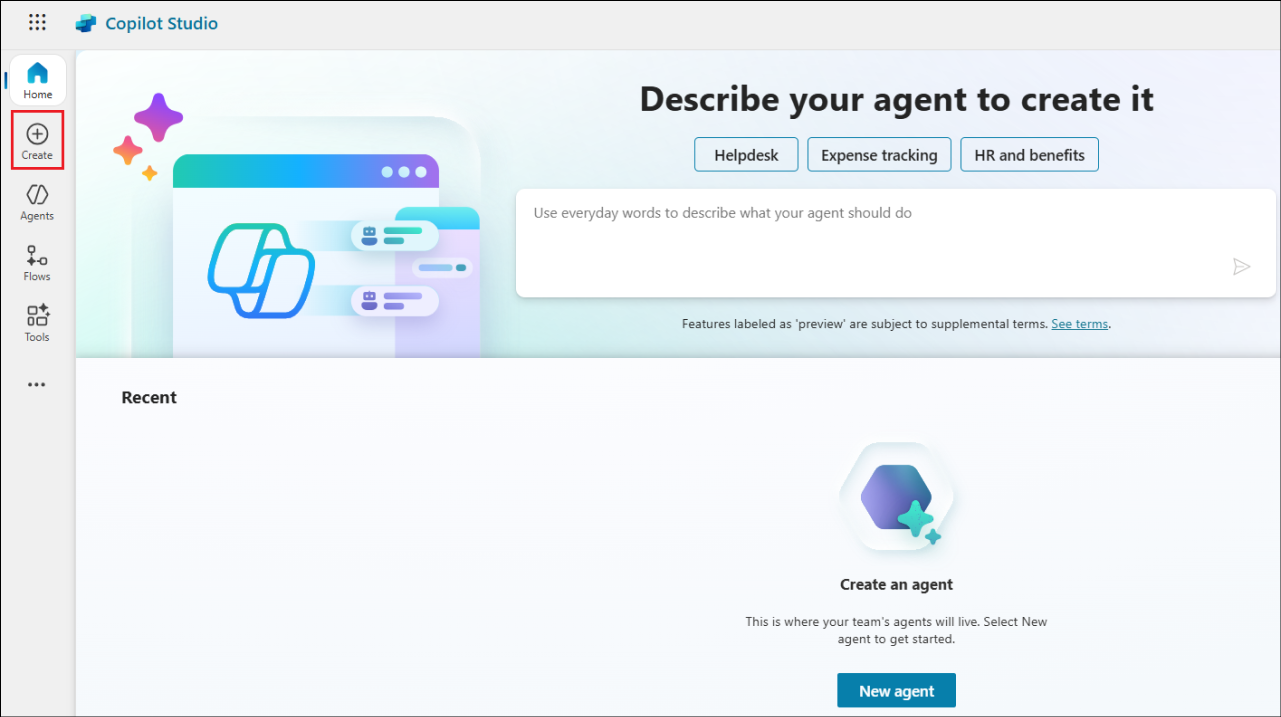 Copilot Studio
Home
Create
Agents
Flows
Tools
Describe your agent to create it
Helpdesk
Expense tracking
HR and benefits
Use everyday words to describe what your agent should do
Features labeled as 'preview' are subject to supplemental terms. See terms.
Recent
Create an agent
This is where your team's agents will live. Select New
agent to get started.
New agent